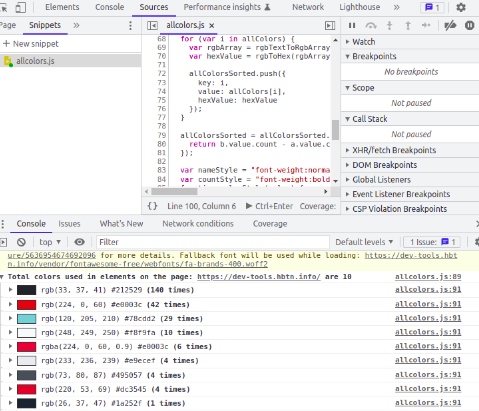 Elements Console Sources Performance insights Network Lighthouse » 1
Snippets » allcolors.js ×
+ New snippet
allcolors.js
68 for (var i in allColors) {
69 var rgbArray = rgbTextToRgbArray
70 var hexValue = rgbToHex(rgbArray
71
72 allColorsSorted.push({
73 key: i,
74 value: allColors[i],
75 hexValue: hexValue
76 });
77 }
78
79 allColorsSorted = allColorsSorted.
80 return b.value.count - a.value.c
81 });
82
83 var nameStyle = "font-weight:norma
84 var countStyle = "font-weight:bold
{} Line 100, Column 6 Ctrl+Enter Coverage:
Watch
Breakpoints
No breakpoints
Scope
Not paused
Call Stack
Not paused
XHR/fetch Breakpoints
DOM Breakpoints
Global Listeners
Event Listener Breakpoints
CSP Violation Breakpoints
Console Issues What's New Network conditions Coverage
top Filter Default levels 1 Issue: 1
ure/5636954674692096 for more details. Fallback font will be used while loading: https://dev-tools.hbt
n.info/vendor/fontawesome-free/webfonts/fa-brands-400.woff2
Total colors used in elements on the page: https://dev-tools.hbtn.info/ are 10 allcolors.js:89
rgb(33, 37, 41) #212529 (140 times) allcolors.js:91
rgb(224, 0, 60) #e0003c (42 times) allcolors.js:91
rgb(120, 205, 210) #78cdd2 (29 times) allcolors.js:91
rgb(248, 249, 250) #f8f9fa (10 times) allcolors.js:91
rgba(224, 0, 60, 0.9) #e0003c (6 times) allcolors.js:91
rgb(233, 236, 239) #e9ecef (4 times) allcolors.js:91
rgb(73, 80, 87) #495057 (4 times) allcolors.js:91
rgb(220, 53, 69) #dc3545 (4 times) allcolors.js:91
rgb(26, 37, 47) #1a252f (1 times) allcolors.js:91